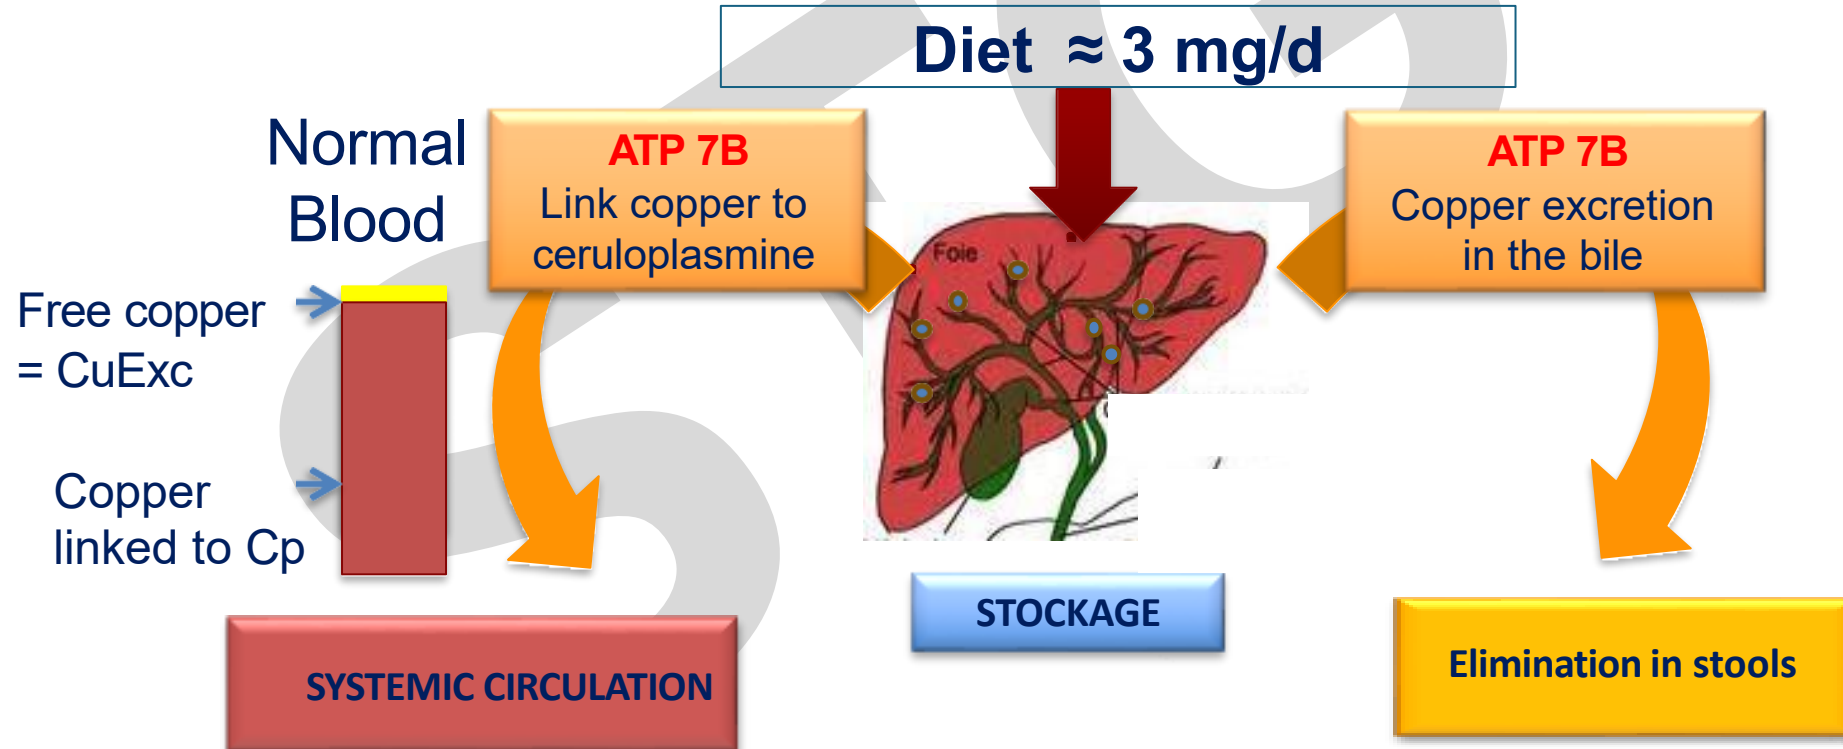 Diet ≈ 3 mg/d
Normal
Blood
ATP 7B
Link copper to
ceruloplasmine
ATP 7B
Copper excretion
in the bile
Foie
Free copper
= CuExc
Copper
linked to Cp
STOCKAGE
SYSTEMIC CIRCULATION
Elimination in stools